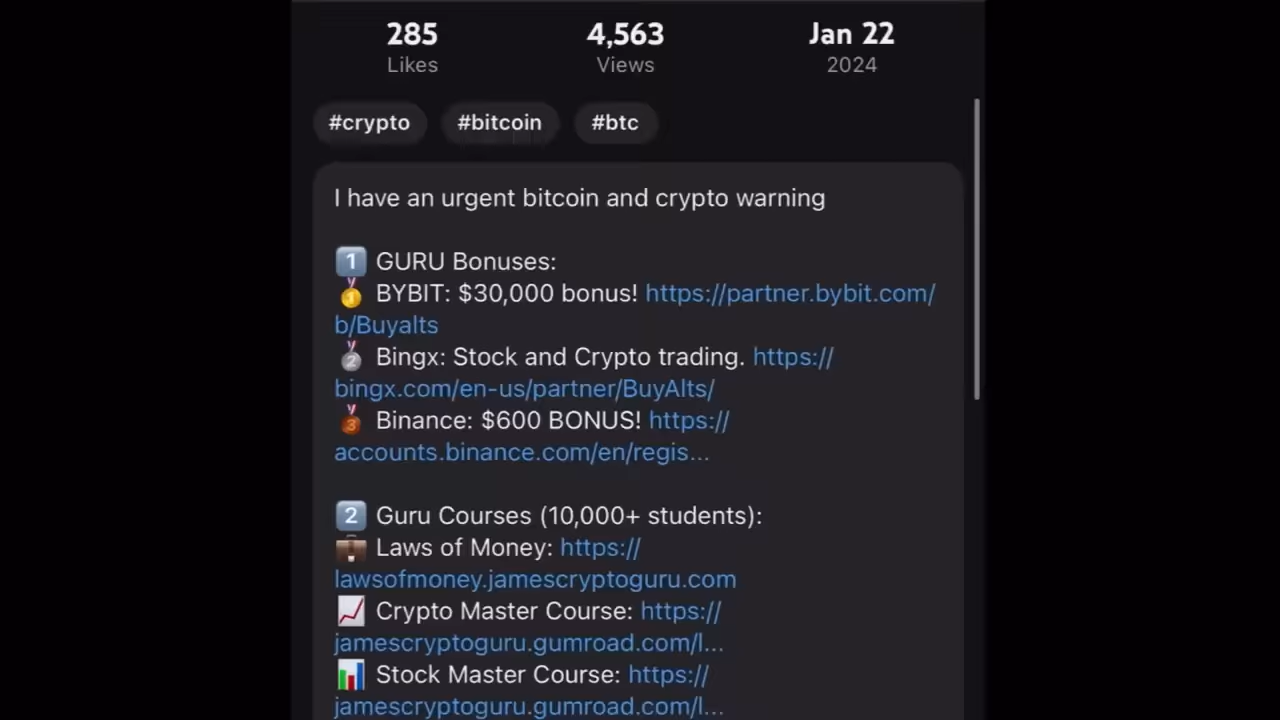 285 4,563 Jan 22
Likes Views 2024
#crypto #bitcoin #btc
I have an urgent bitcoin and crypto warning
1️⃣ GURU Bonuses:
🥇 BYBIT: $30,000 bonus! https://partner.bybit.com/
b/Buyalts
🥈 Bingx: Stock and Crypto trading. https://
bingx.com/en-us/partner/BuyAlts/
🥉 Binance: $600 BONUS! https://
accounts.binance.com/en/regis...
2️⃣ Guru Courses (10,000+ students):
💼 Laws of Money: https://
lawsofmoney.jamescryptoguru.com
📈 Crypto Master Course: https://
jamescryptoguru.gumroad.com/l...
📊 Stock Master Course: https://
jamescryptoguru.gumroad.com/l...